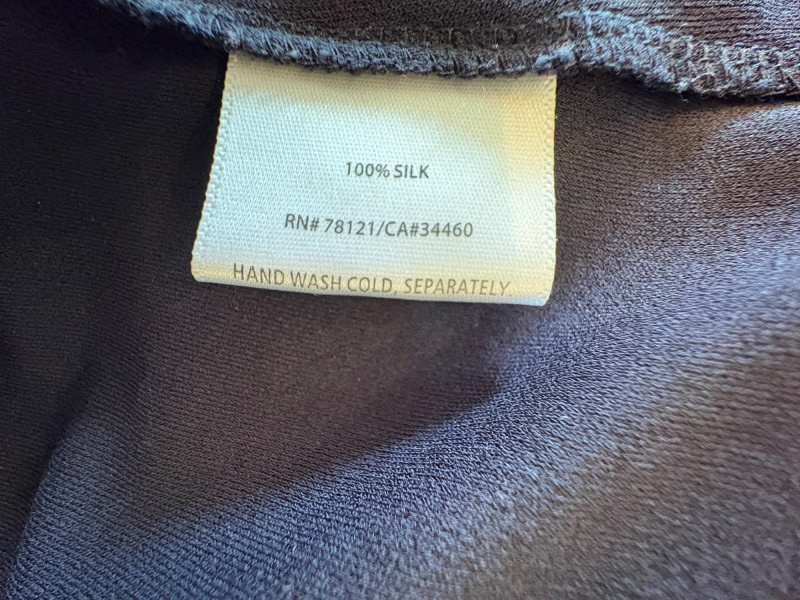 100% SILK
RN# 78121/CA#34460
HAND WASH COLD, SEPARATELY